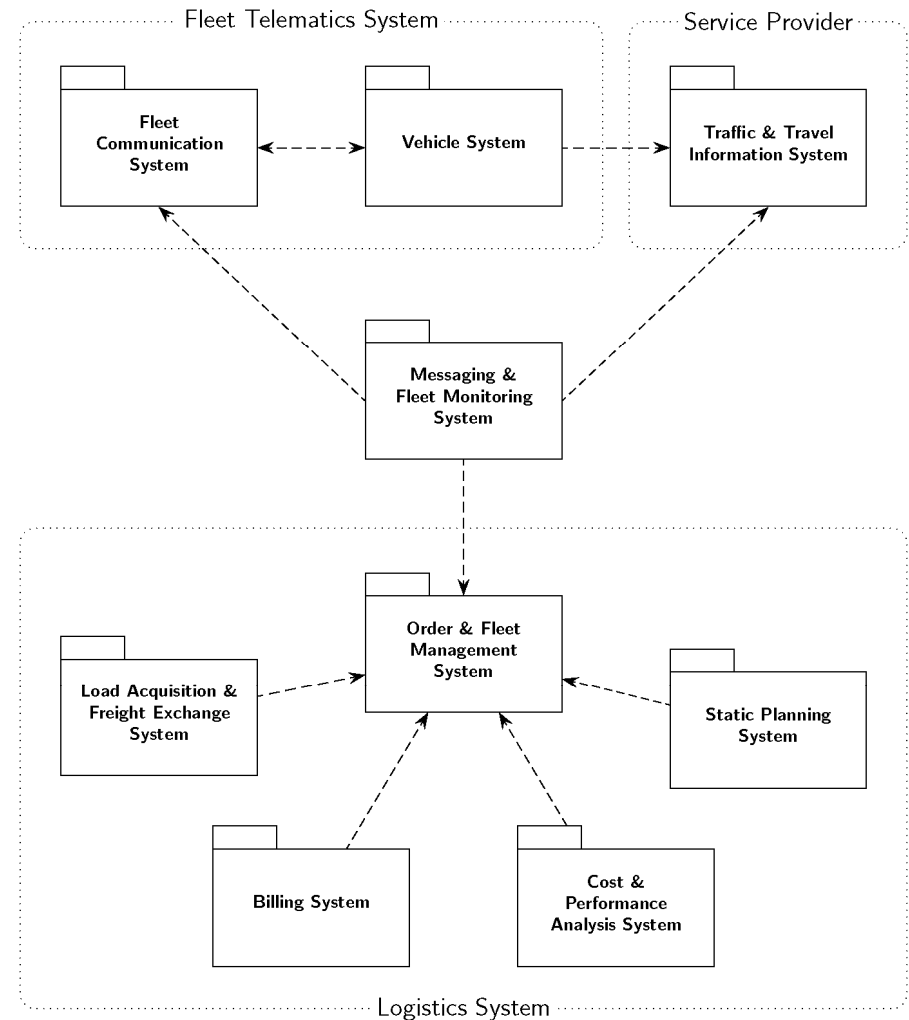 Fleet Telematics System
Service Provider
Fleet
Communication
System
Vehicle System
Traffic & Travel
Information System
Messaging &
Fleet Monitoring
System
Order & Fleet
Management
System
Load Acquisition &
Freight Exchange
System
Static Planning
System
Billing System
Cost &
Performance
Analysis System
Logistics System